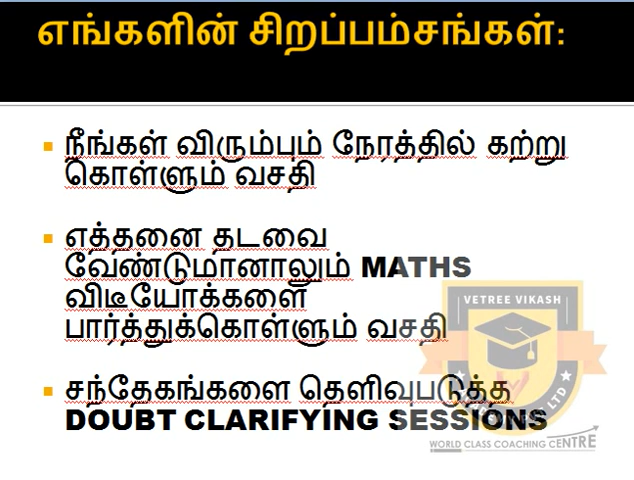 எங்களின் சிறப்பம்சங்கள்:
நீங்கள் விரும்பும் நேரத்தில் கற்று
கொள்ளும் வசதி
எத்தனை தடவை
வேண்டுமானாலும் MATHS
விடீயோக்களை
பார்த்துக்கொள்ளும் வசதி
சந்தேகங்களை தெளிவுபடுத்த
DOUBT CLARIFYING SESSIONS
VETREE VIKASH
LTD
WORLD CLASS COACHING CENTRE